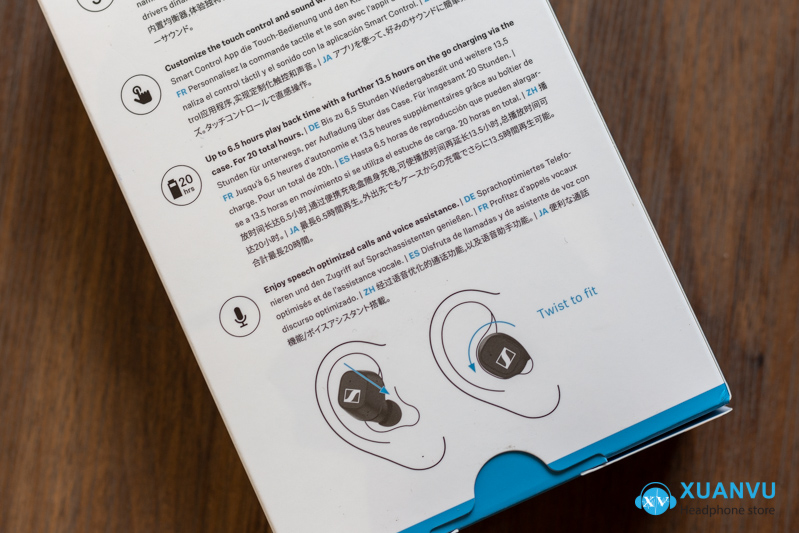 drivers
内置均衡器,体验独特
ーサウンド。
Customize the touch control and sound
Smart Control App die Touch-Bedienung und den
FR Personnalisez la commande tactile et le son avec l'appli
naliza el control táctil y el sonido con la aplicación Smart Control. |
trol应用程序,实现定制化触控和声音。| JA アプリを使って、好みのサウンドに簡単
ズ。タッチコントロールで直感操作。
20
hrs
Up to 6.5 hours play back time with a further 13.5 hours on the go charging via the
case. For 20 total hours. | DE Bis zu 6,5 Stunden Wiedergabezeit und weitere 13,5
Stunden für unterwegs, per Aufladung über das Case. Für insgesamt 20 Stunden. |
FR Jusqu'à 6,5 heures d'autonomie et 13,5 heures supplémentaires grâce au boîtier de
charge. Pour un total de 20h. | ES Hasta 6,5 horas de reproducción que pueden alargar-
se a 13,5 horas en movimiento si se utiliza el estuche de carga. 20 horas en total. | ZH 播
放时间长达6.5小时,通过便携充电盒随身充电,可使播放时间再延长13.5小时,总播放时间可
达20小时。| JA 最長6.5時間再生。外出先でもケースからの充電でさらに13.5時間再生可能。
合計最長20時間。
Enjoy speech optimized calls and voice assistance. | DE Sprachoptimiertes Telefo-
nieren und den Zugriff auf Sprachassistenten genießen. | FR Profitez d'appels vocaux
optimisés et de l'assistance vocale. | ES Disfruta de llamadas y de asistente de voz con
discurso optimizado. | ZH 经过语音优化的通话功能,以及语音助手功能。| JA 便利な通話
機能/ボイスアシスタント搭載。
Twist to fit
XV
XUANVU
Headphone store